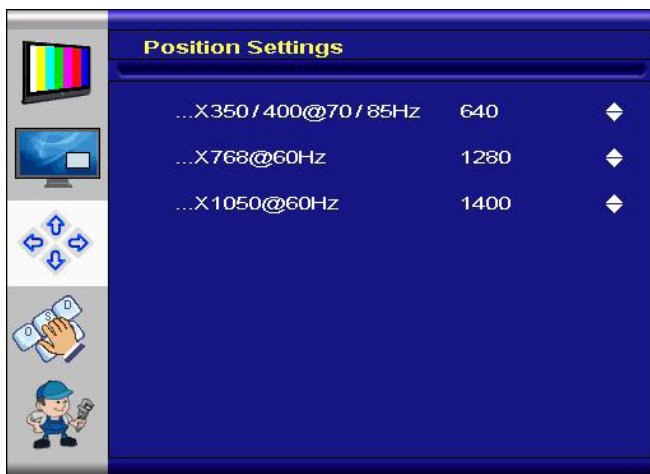 Position Settings
...X350/400@70/85Hz 640
...X768@60Hz 1280
...X1050@60Hz 1400
O S D